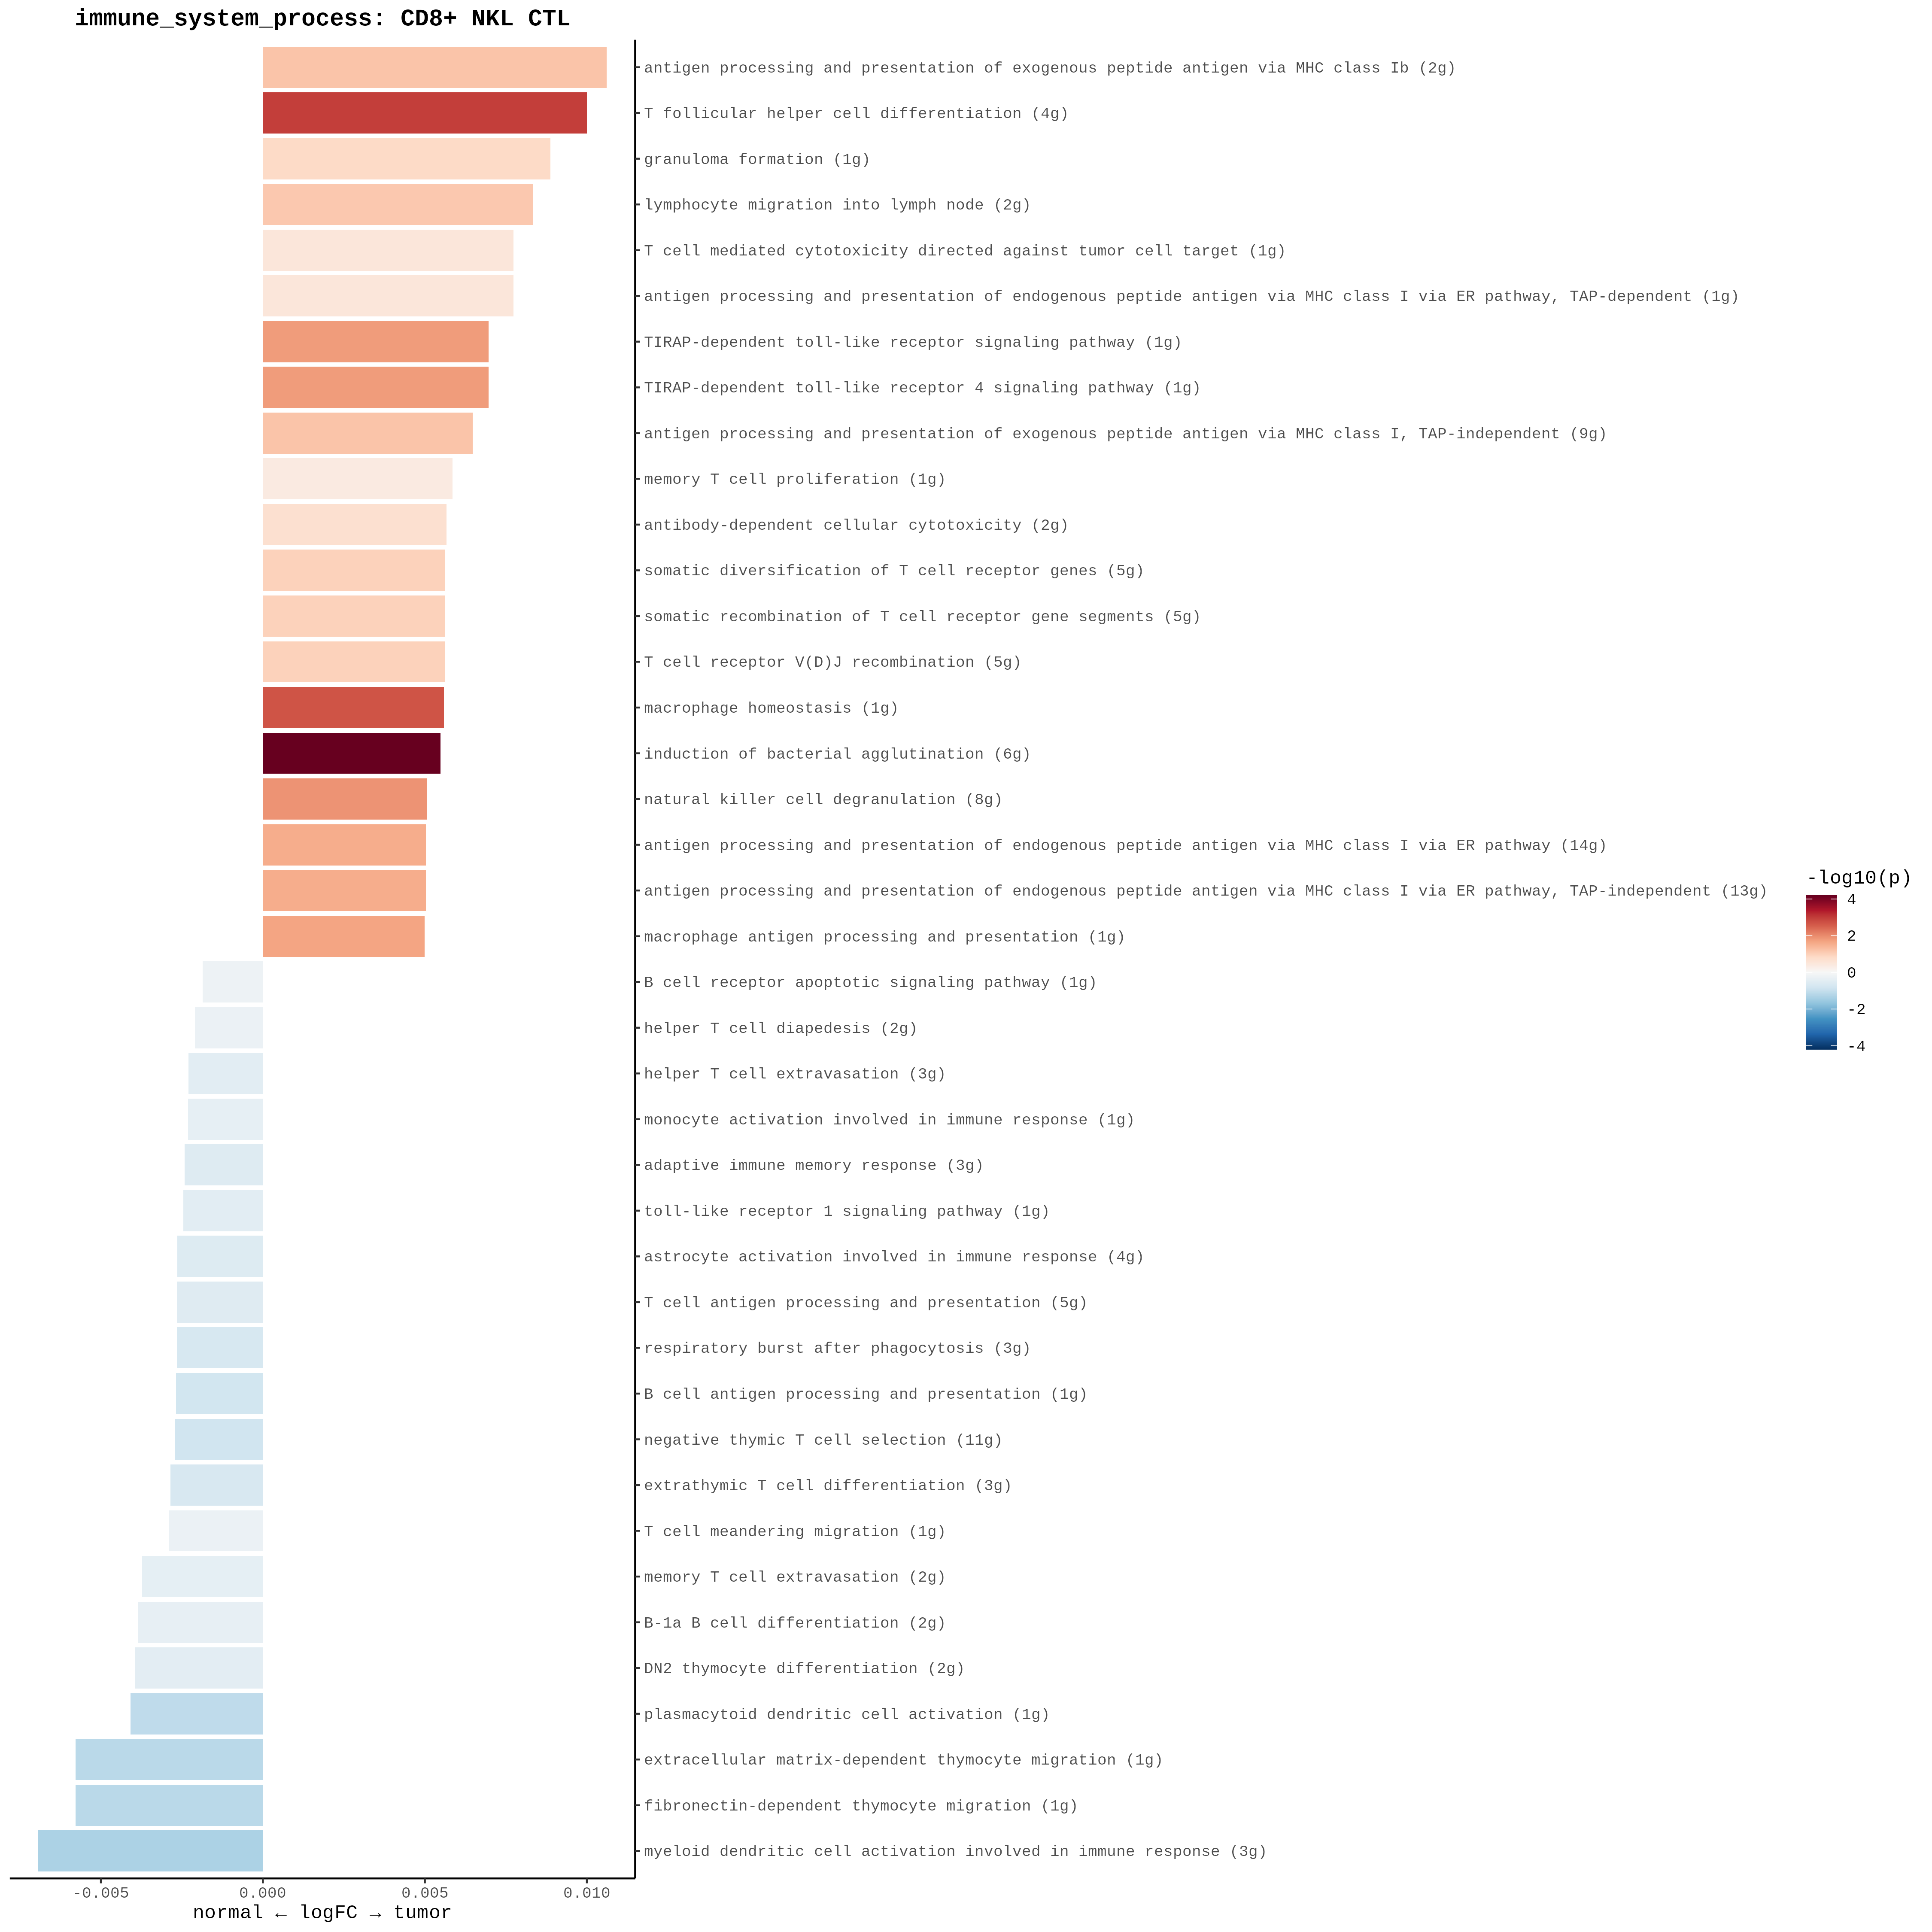 immune_system_process: CD8+ NKL CTL
antigen processing and presentation of exogenous peptide antigen via MHC class Ib (2g)
T follicular helper cell differentiation (4g)
granuloma formation (1g)
lymphocyte migration into lymph node (2g)
T cell mediated cytotoxicity directed against tumor cell target (1g)
antigen processing and presentation of endogenous peptide antigen via MHC class I via ER pathway, TAP-dependent (1g)
TIRAP-dependent toll-like receptor signaling pathway (1g)
TIRAP-dependent toll-like receptor 4 signaling pathway (1g)
antigen processing and presentation of exogenous peptide antigen via MHC class I, TAP-independent (9g)
memory T cell proliferation (1g)
antibody-dependent cellular cytotoxicity (2g)
somatic diversification of T cell receptor genes (5g)
somatic recombination of T cell receptor gene segments (5g)
T cell receptor V(D)J recombination (5g)
macrophage homeostasis (1g)
induction of bacterial agglutination (6g)
natural killer cell degranulation (8g)
antigen processing and presentation of endogenous peptide antigen via MHC class I via ER pathway (14g)
antigen processing and presentation of endogenous peptide antigen via MHC class I via ER pathway, TAP-independent (13g)
macrophage antigen processing and presentation (1g)
B cell receptor apoptotic signaling pathway (1g)
helper T cell diapedesis (2g)
helper T cell extravasation (3g)
monocyte activation involved in immune response (1g)
adaptive immune memory response (3g)
toll-like receptor 1 signaling pathway (1g)
astrocyte activation involved in immune response (4g)
T cell antigen processing and presentation (5g)
respiratory burst after phagocytosis (3g)
B cell antigen processing and presentation (1g)
negative thymic T cell selection (11g)
extrathymic T cell differentiation (3g)
T cell meandering migration (1g)
memory T cell extravasation (2g)
B-1a B cell differentiation (2g)
DN2 thymocyte differentiation (2g)
plasmacytoid dendritic cell activation (1g)
extracellular matrix-dependent thymocyte migration (1g)
fibronectin-dependent thymocyte migration (1g)
myeloid dendritic cell activation involved in immune response (3g)
-0.005 0.000 0.005 0.010
normal ← logFC → tumor
-log10(p)
4
2
0
-2
-4